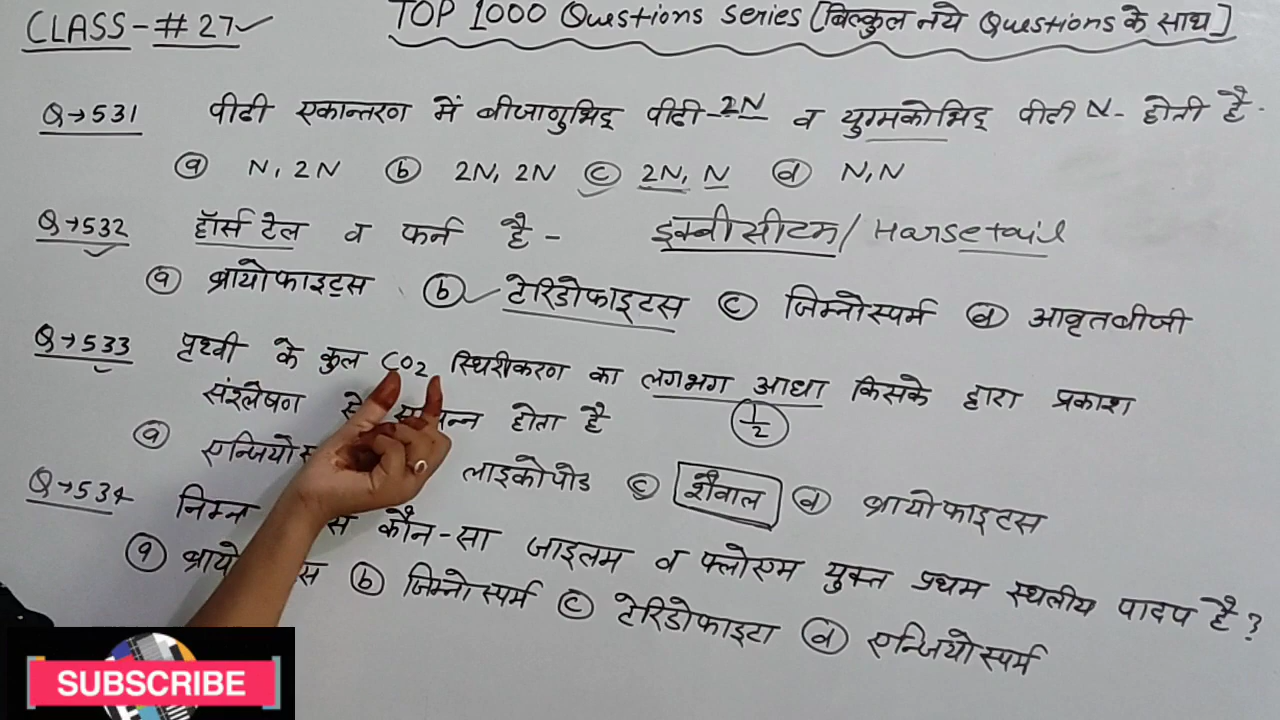 CLASS-#27✓
TOP 1000 Questions Series [बिल्कुल नये Questions के साथ]
Q→531 पीढी एकान्तरण में बीजाणुभिद् पीढी-2N व युग्मकोभिद् पीढी N- होती है-
ⓐ N, 2N ⓑ 2N, 2N ⓒ 2N, N ⓓ N,N
Q→532 हॉर्स टेल व फर्न है - इक्वीसीटम/Horsetail
ⓐ ब्रायोफाइट्स ⓑ टेरिडोफाइटस ⓒ जिम्नोस्पर्म ⓓ आवृतबीजी
Q→533 पृथ्वी के कुल CO2 स्थिरीकरण का लगभग आधा किसके द्वारा प्रकाश
संश्लेषण होता है 1/2
ⓐ लाइकोपोड ⓒ शैवाल ⓓ ब्रायोफाइटस
Q→534 निम्न कौन-सा जाइलम व फ्लोएम युक्त प्रथम स्थलीय पादप है?
ⓐ ⓑ जिम्नोस्पर्म ⓒ टेरिडोफाइटा ⓓ एन्जियोस्पर्म
SUBSCRIBE